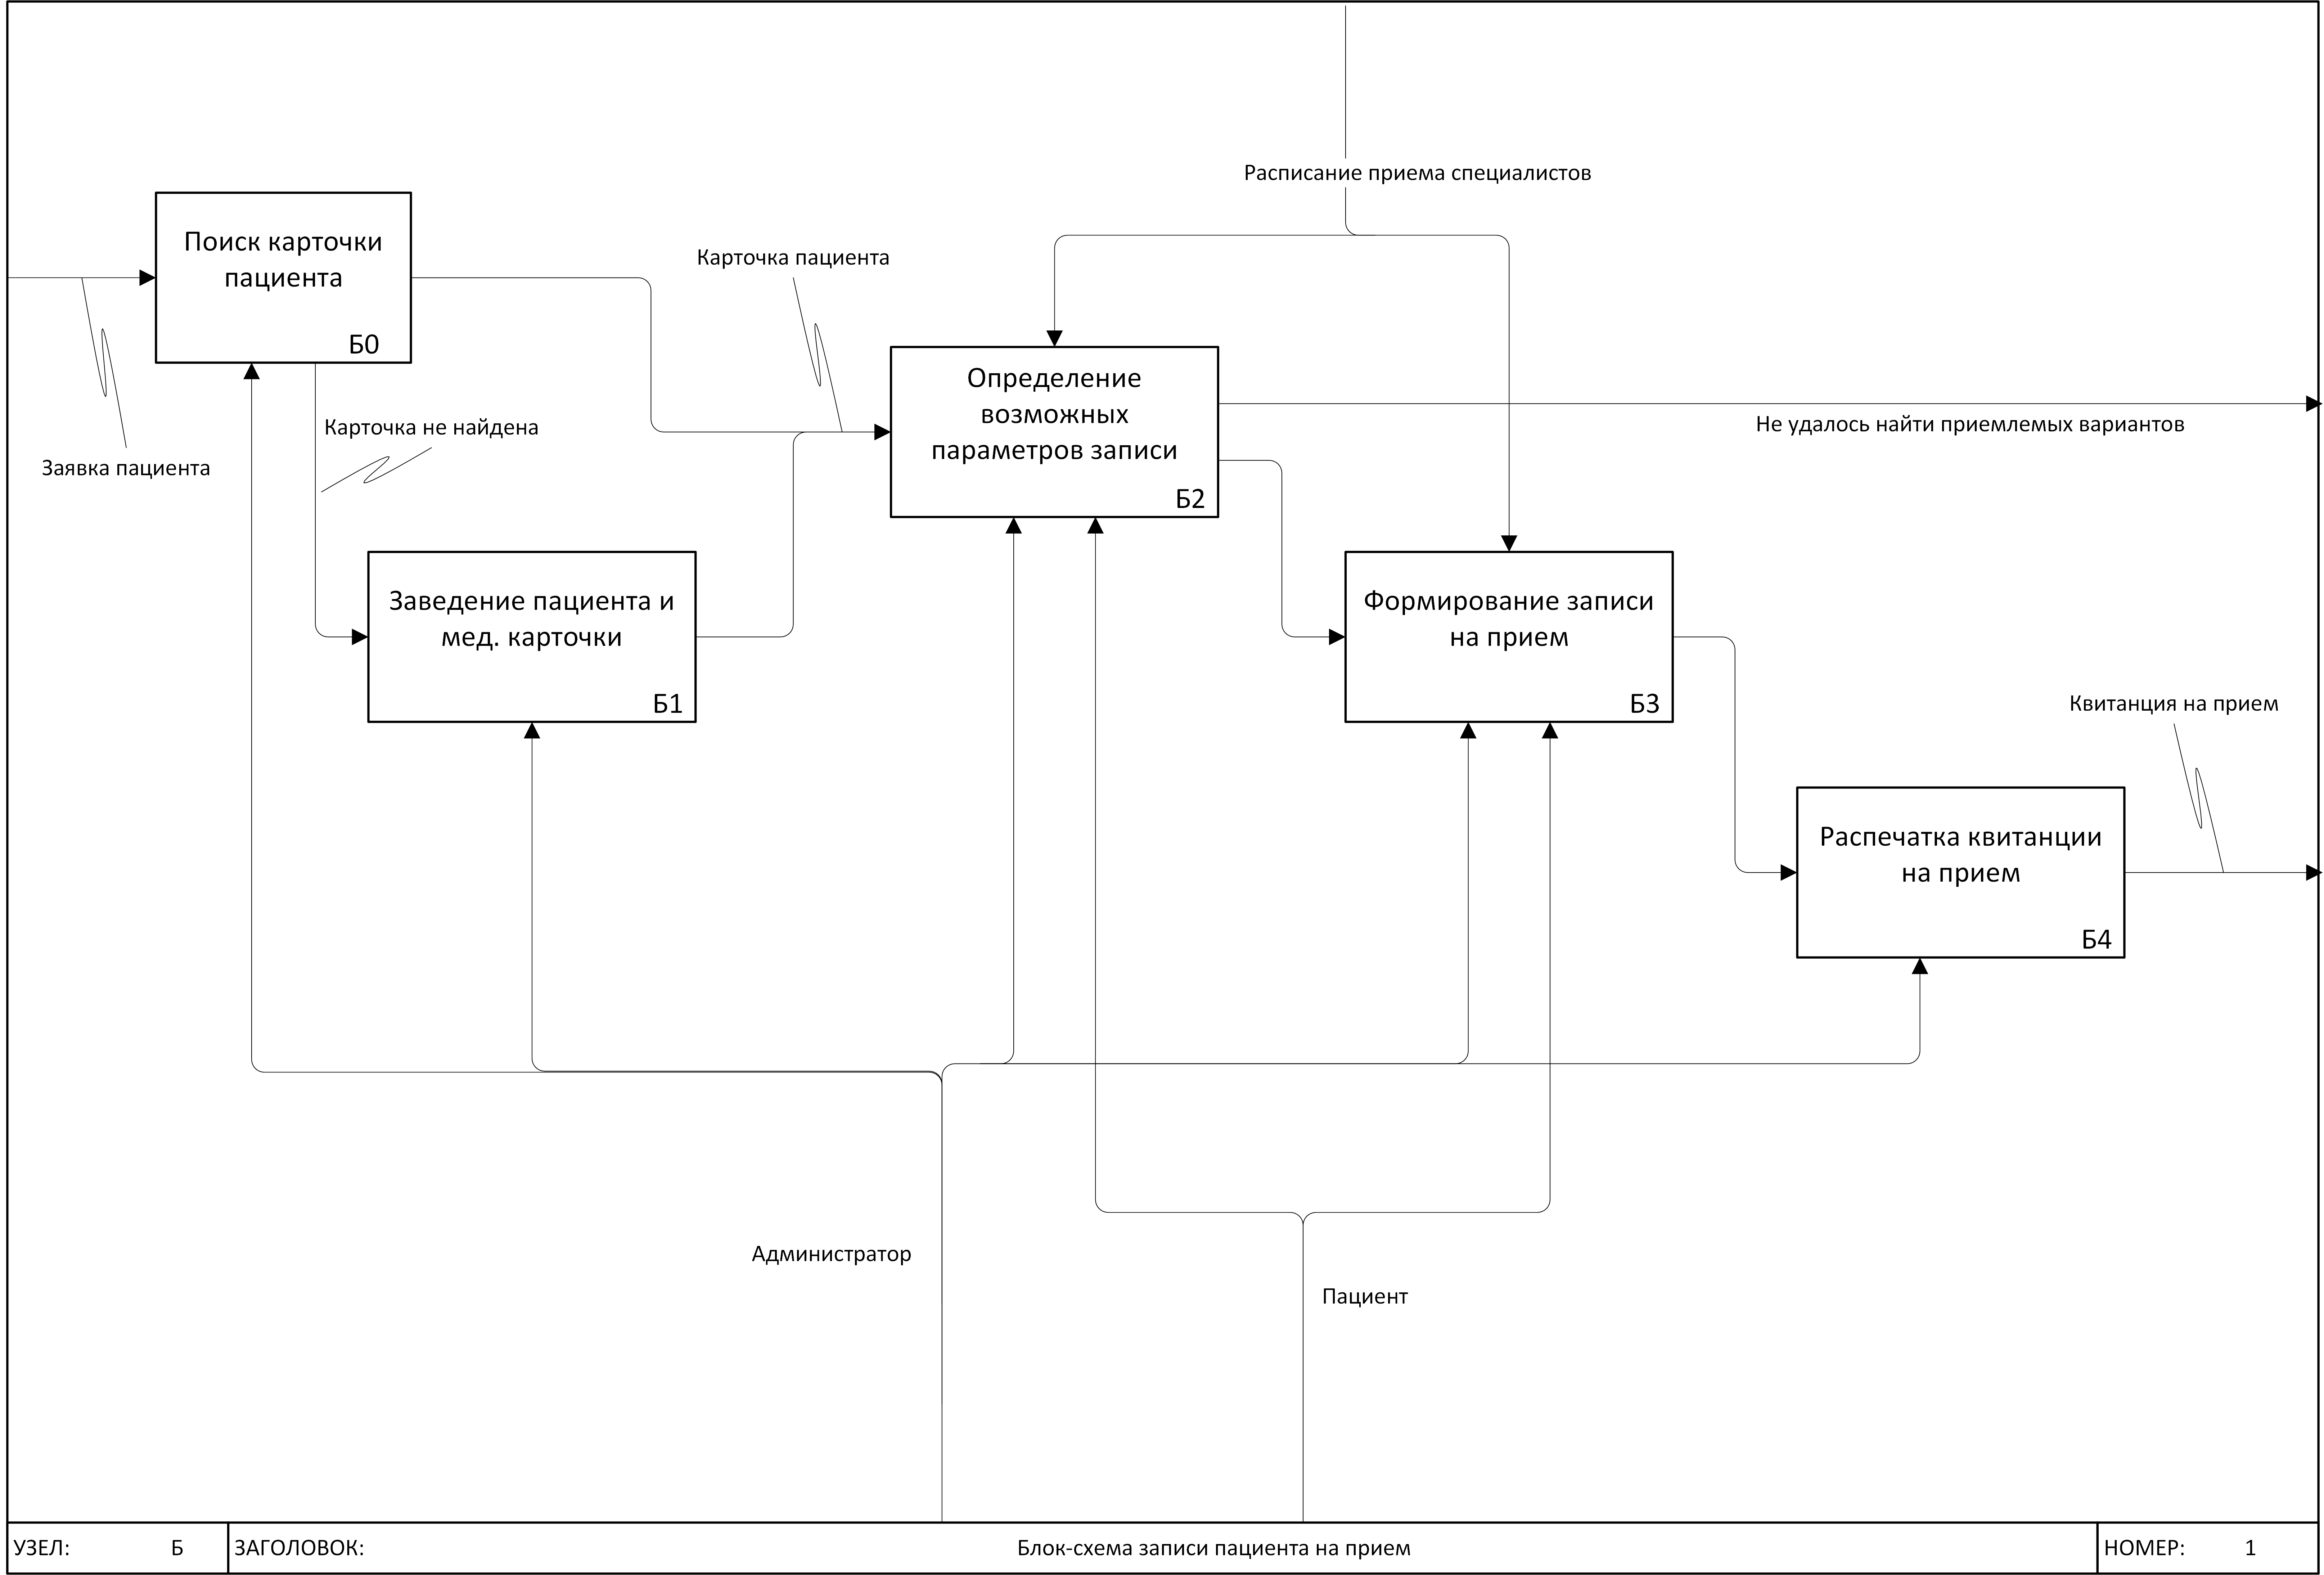 Расписание приема специалистов
Поиск карточки
пациента
Б0
Карточка пациента
Определение
возможных
параметров записи
Б2
Не удалось найти приемлемых вариантов
Карточка не найдена
Заявка пациента
Заведение пациента и
мед. карточки
Б1
Формирование записи
на прием
Б3
Квитанция на прием
Распечатка квитанции
на прием
Б4
Администратор
Пациент
УЗЕЛ: Б
ЗАГОЛОВОК: Блок-схема записи пациента на прием
НОМЕР: 1